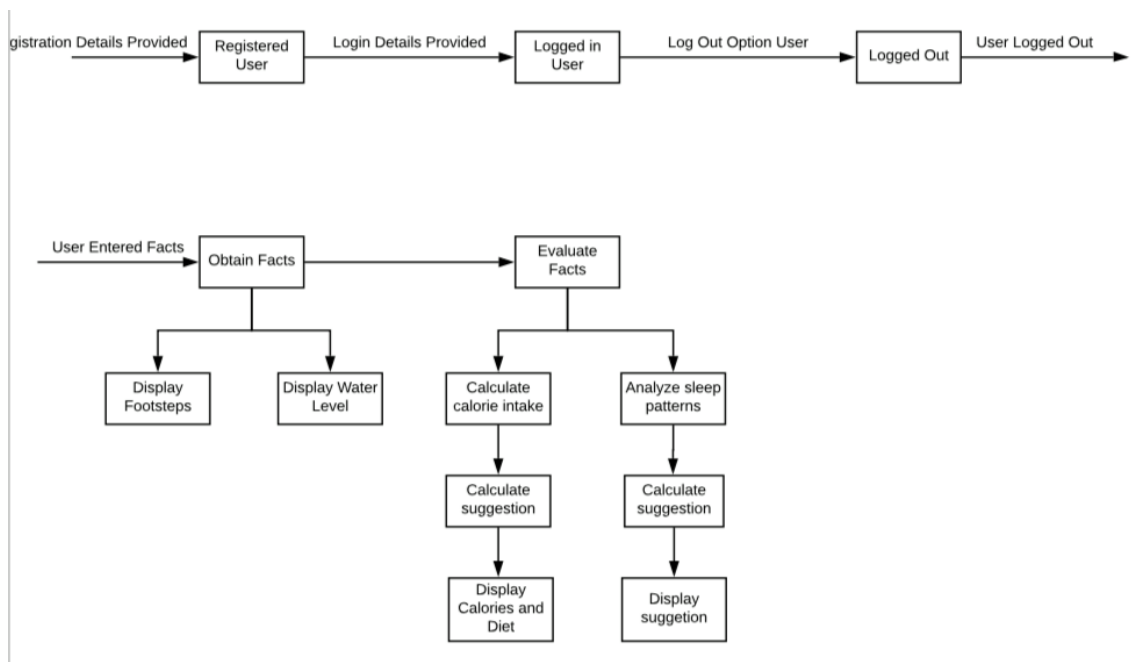 gistration Details Provided
Registered
User
Login Details Provided
Logged in
User
Log Out Option User
Logged Out
User Logged Out
User Entered Facts
Obtain Facts
Evaluate
Facts
Display
Footsteps
Display Water
Level
Calculate
calorie intake
Analyze sleep
patterns
Calculate
suggestion
Calculate
suggestion
Display
Calories and
Diet
Display
suggetion